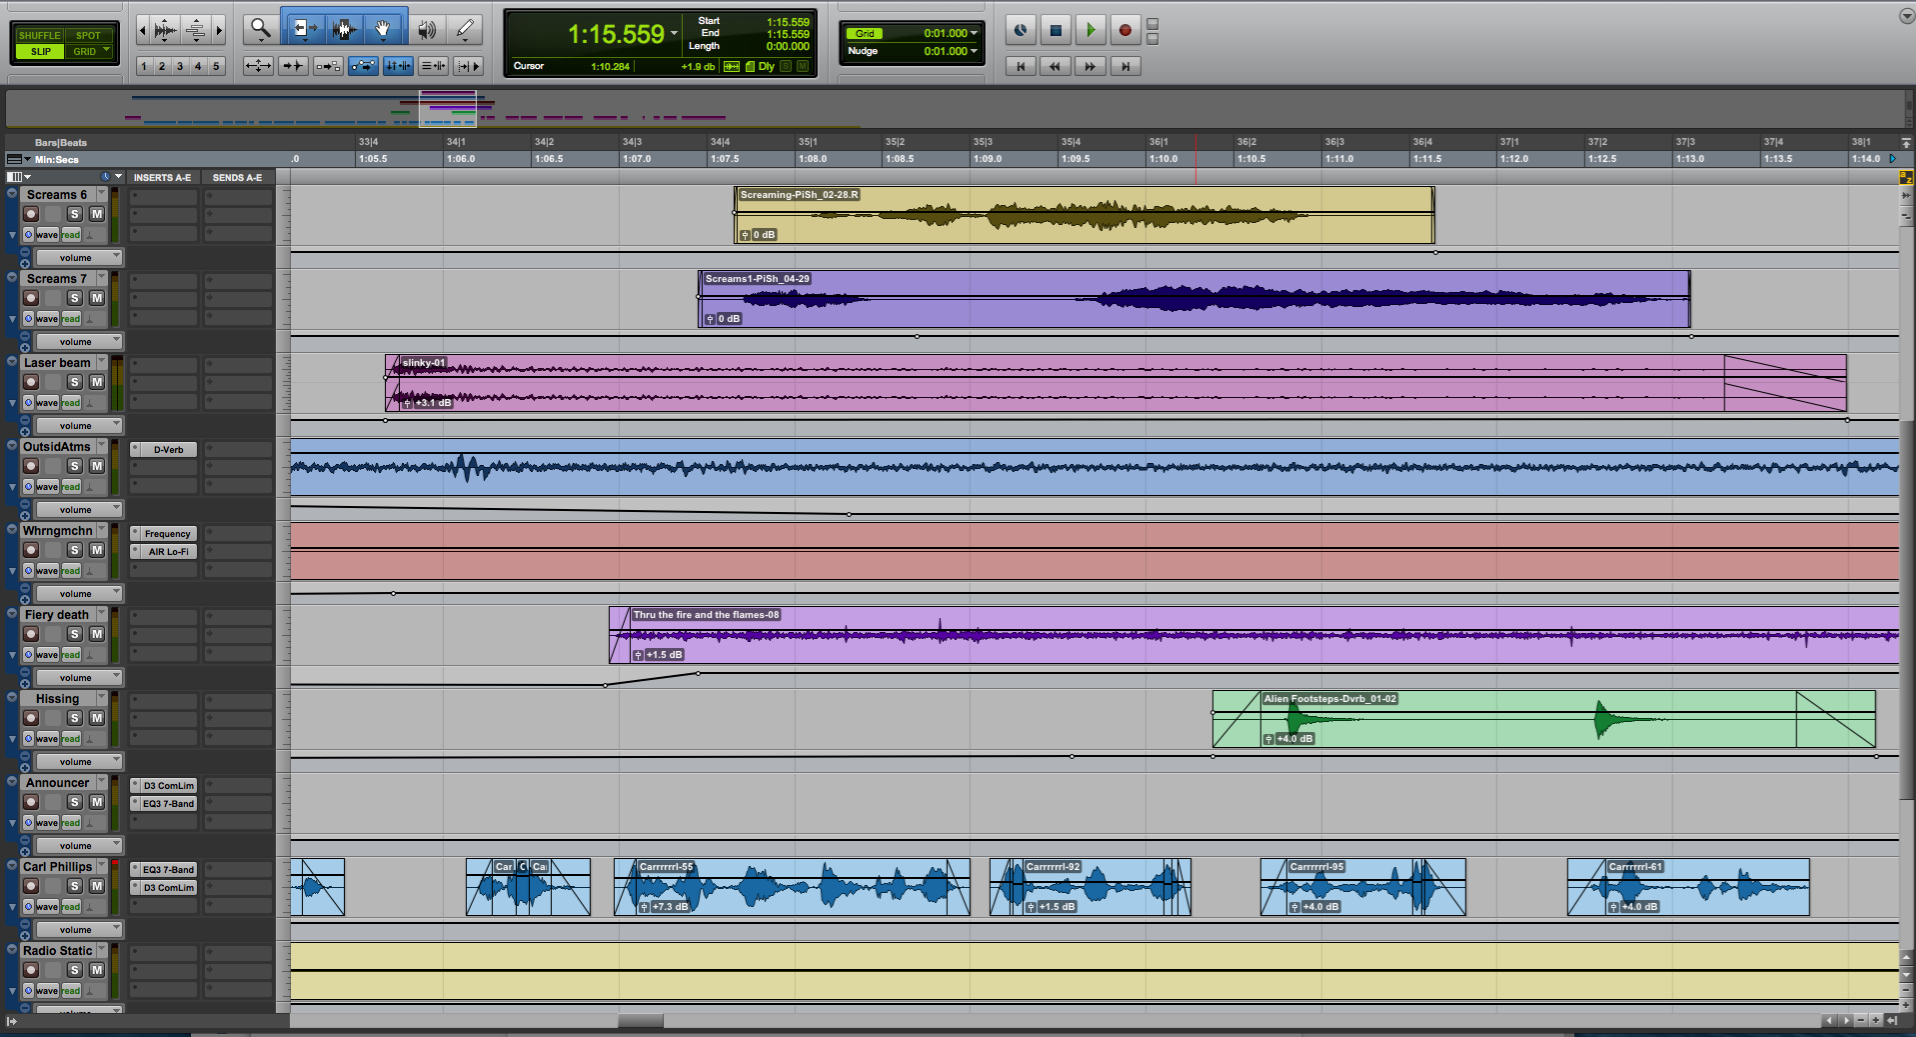 SHUFFLE SPOT
SLIP GRID
1 2 3 4 5
1:15.559
Start 1:15.559
End 1:15.559
Length 0:00.000
Cursor 1:10.284 +1.9 db Dly S M
Grid 0:01.000
Nudge 0:01.000
Bars|Beats 33|4 34|1 34|2 34|3 34|4 35|1 35|2 35|3 35|4 36|1 36|2 36|3 36|4 37|1 37|2 37|3 37|4 38|1
Min:Secs .0 1:05.5 1:06.0 1:06.5 1:07.0 1:07.5 1:08.0 1:08.5 1:09.0 1:09.5 1:10.0 1:10.5 1:11.0 1:11.5 1:12.0 1:12.5 1:13.0 1:13.5 1:14.0
INSERTS A-E SENDS A-E
a z
Screams 6
S M
wave read
volume
Screaming-PiSh_02-28.R
0 dB
Screams 7
S M
wave read
volume
Screams1-PiSh_04-29
0 dB
Laser beam
S M
wave read
volume
slinky-01
+3.1 dB
OutsidAtms
S M
wave read
volume
D-Verb
Whrngmchn
S M
wave read
volume
Frequency
AIR Lo-Fi
Fiery death
S M
wave read
volume
Thru the fire and the flames-08
+1.5 dB
Hissing
S M
wave read
volume
Alien Footsteps-Dvrb_01-02
+4.0 dB
Announcer
S M
wave read
volume
D3 ComLim
EQ3 7-Band
Carl Phillips
S M
wave read
volume
EQ3 7-Band
D3 ComLim
Car C Ca
Carrrrrrl-55
+7.3 dB
Carrrrrrl-92
+1.5 dB
Carrrrrrl-95
+4.0 dB
Carrrrrrl-61
+4.0 dB
Radio Static
S M
wave read
volume